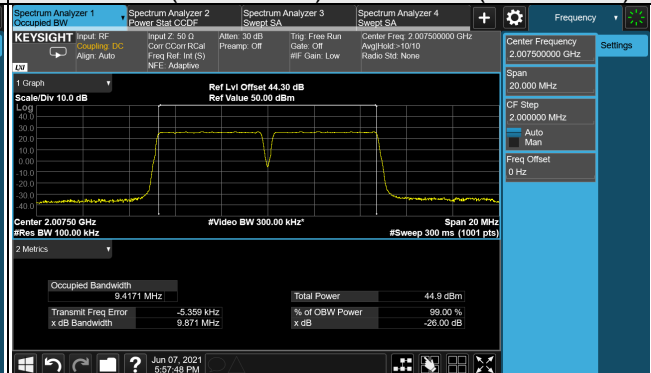 Spectrum Analyzer 1
Occupied BW
Spectrum Analyzer 2
Power Stat CCDF
Spectrum Analyzer 3
Swept SA
Spectrum Analyzer 4
Swept SA
+
Frequency
KEYSIGHT
Input: RF
Coupling: DC
Align: Auto
Input Z: 50 Ω
Corr CCorr RCal
Freq Ref: Int (S)
NFE: Adaptive
Atten: 30 dB
Preamp: Off
Trig: Free Run
Gate: Off
#IF Gain: Low
Center Freq: 2.007500000 GHz
Avg|Hold:>10/10
Radio Std: None
LXI
Center Frequency
2.007500000 GHz
Settings
Span
20.000 MHz
CF Step
2.000000 MHz
Auto
Man
Freq Offset
0 Hz
1 Graph
Scale/Div 10.0 dB
Ref Lvl Offset 44.30 dB
Ref Value 50.00 dBm
Log
40.0
30.0
20.0
10.0
0.00
-10.0
-20.0
-30.0
-40.0
Center 2.00750 GHz
#Res BW 100.00 kHz
#Video BW 300.00 kHz*
Span 20 MHz
#Sweep 300 ms (1001 pts)
2 Metrics
Occupied Bandwidth
9.4171 MHz
Transmit Freq Error -5.359 kHz
x dB Bandwidth 9.871 MHz
Total Power 44.9 dBm
% of OBW Power 99.00 %
x dB -26.00 dB
?
Jun 07, 2021
5:57:48 PM